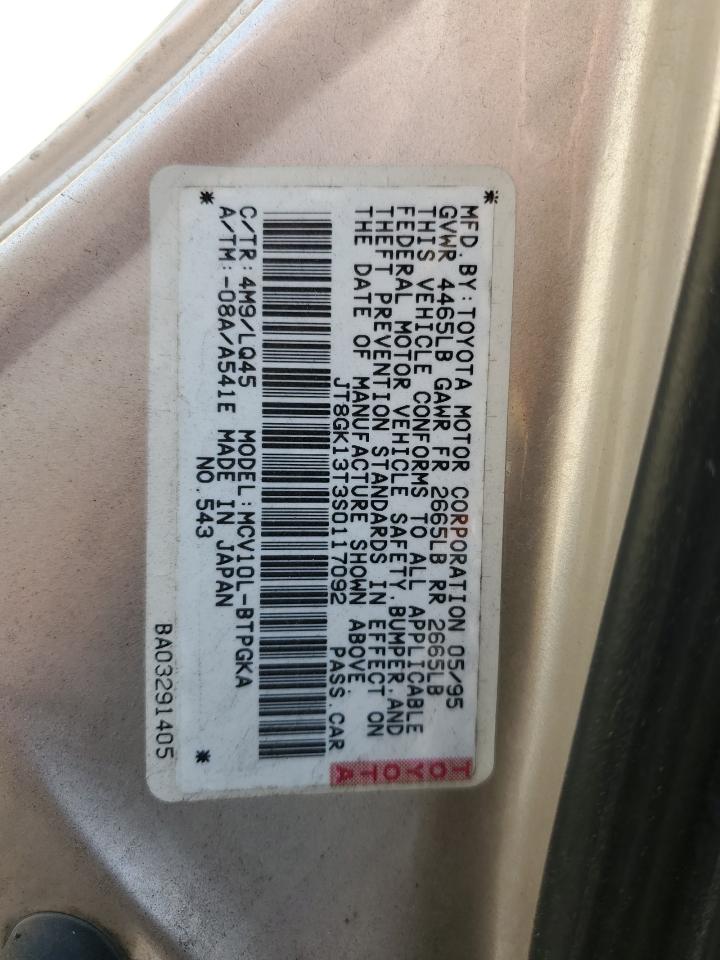 MFD.BY:TOYOTA MOTOR CORPORATION 05/95
GVWR 4465LB GAWR FR 2665LB RR 2665LB
THIS VEHICLE CONFORMS TO ALL APPLICABLE
FEDERAL MOTOR VEHICLE SAFETY.BUMPER,AND
THEFT PREVENTION STANDARDS IN EFFECT ON
THE DATE OF MANUFACTURE SHOWN ABOVE.
JT8GK13T3S0117092 PASS.CAR
C/TR:4M9/LQ45 MODEL:MCV10L-BTPGKA
A/TM:-08A/A541E MADE IN JAPAN
NO.543
BA03291405
TOYOTA